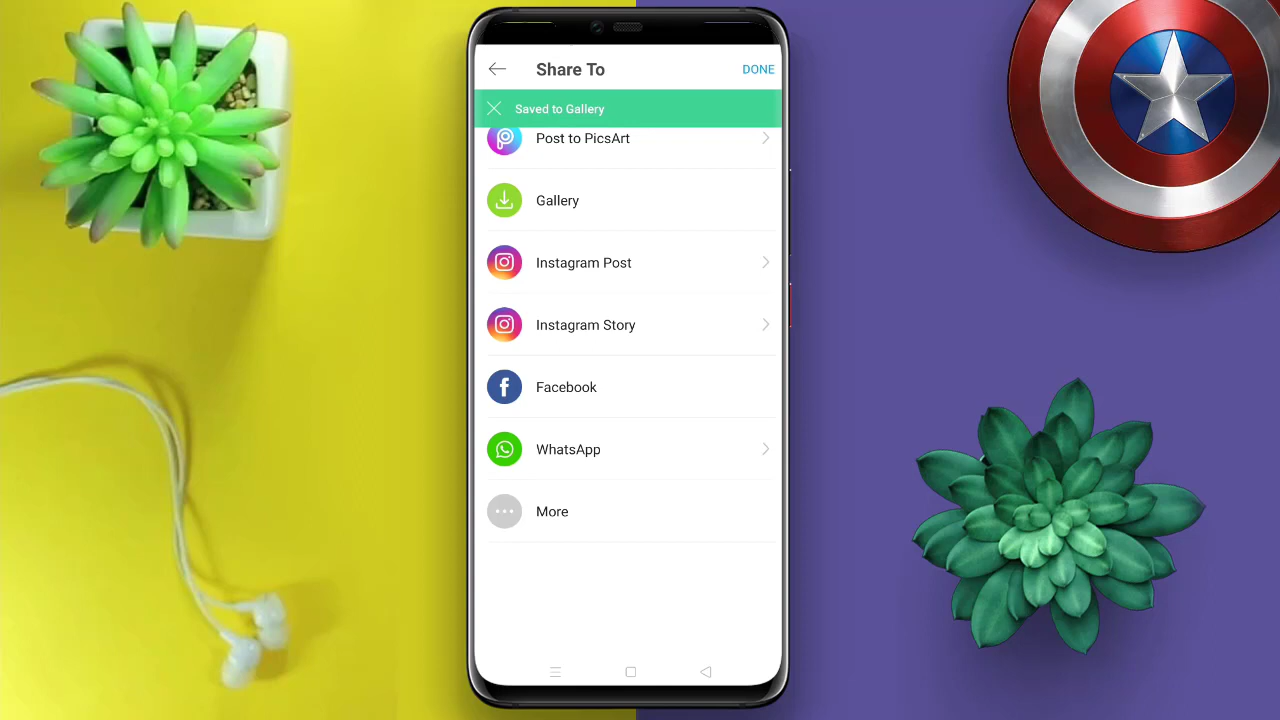 Share To
DONE
Saved to Gallery
Post to PicsArt
Gallery
Instagram Post
Instagram Story
Facebook
WhatsApp
More